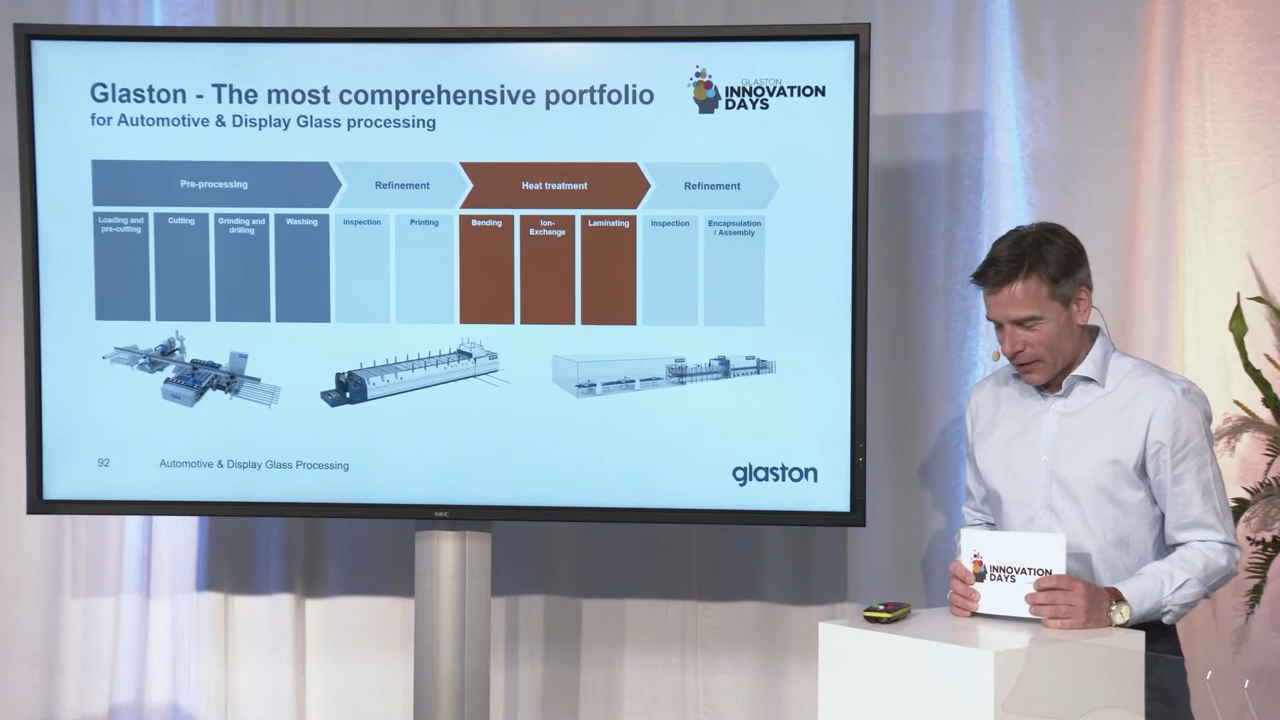 Glaston - The most comprehensive portfolio
for Automotive & Display Glass processing
GLASTON
INNOVATION
DAYS
Pre-processing
Refinement
Heat treatment
Refinement
Loading and
pre-cutting
Cutting
Grinding and
drilling
Washing
Inspection
Printing
Bending
Ion-
Exchange
Laminating
Inspection
Encapsulation
/ Assembly
92
Automotive & Display Glass Processing
glaston
NEC
INNOVATION
DAYS